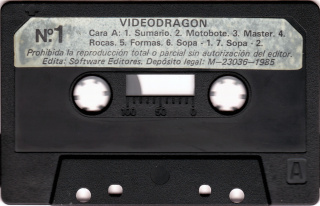 VIDEODRAGON
Nº1
Cara A: 1. Sumario. 2. Motobote. 3. Master. 4.
Rocas. 5. Formas. 6. Sopa - 1. 7. Sopa - 2.
Prohibida la reproducción total o parcial sin autorización del editor.
Edita: Software Editores. Depósito legal: M-23036-1985
100 50 0
A